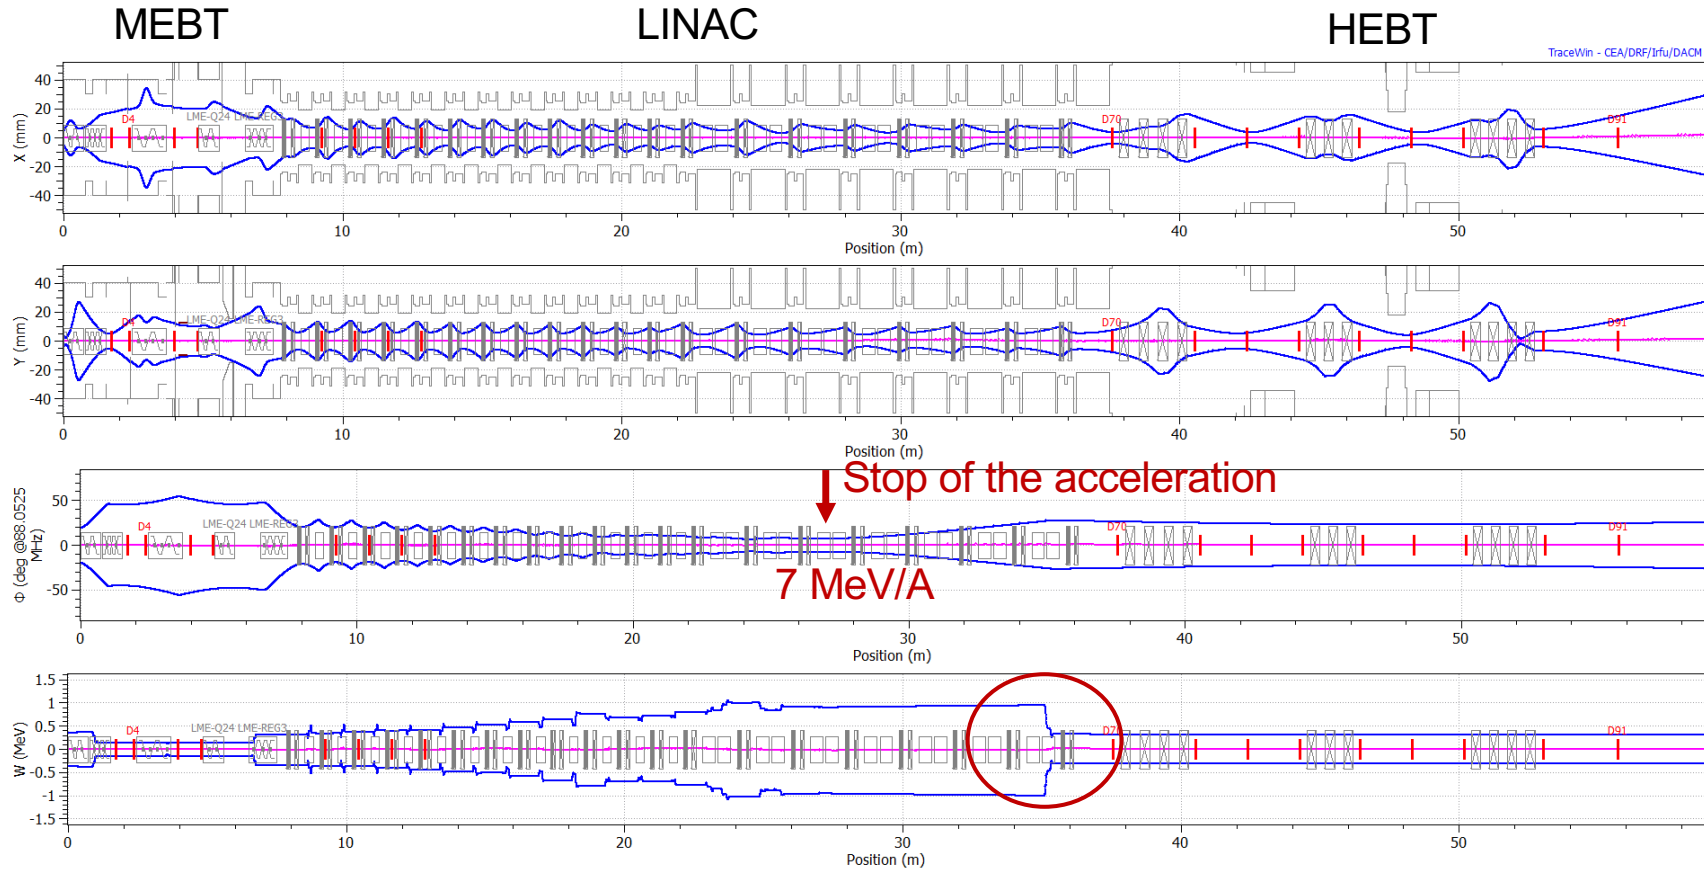 MEBT LINAC HEBT
TraceWin - CEA/DRF/Irfu/DACM
X (mm)
40
20
0
-20
-40
D4 LME-Q24 LME-REG3 D70 D91
0 10 20 30 40 50
Position (m)
Y (mm)
40
20
0
-20
-40
D4 LME-Q24 LME-REG3 D70 D91
0 10 20 30 40 50
Position (m)
Stop of the acceleration
Φ (deg @88.0525 MHz)
50
0
-50
D4 LME-Q24 LME-REG3 D70 D91
7 MeV/A
0 10 20 30 40 50
Position (m)
W (MeV)
1.5
1
0.5
0
-0.5
-1
-1.5
D4 LME-Q24 LME-REG3 D70 D91
0 10 20 30 40 50
Position (m)